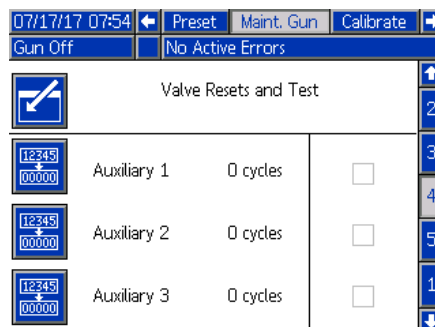 07/17/17 07:54 Preset Maint. Gun Calibrate
Gun Off No Active Errors
Valve Resets and Test
2
12345
00000
Auxiliary 1 0 cycles
3
4
12345
00000
Auxiliary 2 0 cycles
5
12345
00000
Auxiliary 3 0 cycles
1